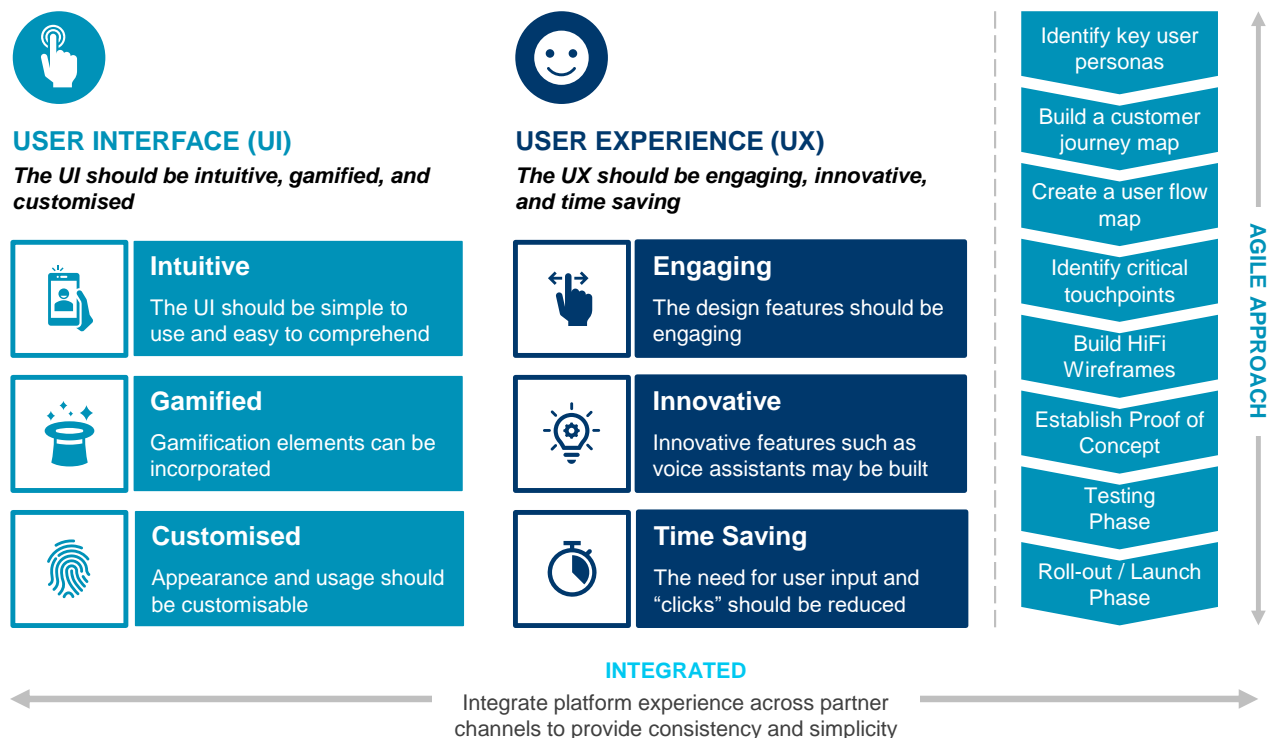 USER INTERFACE (UI)
The UI should be intuitive, gamified, and
customised
Intuitive
The UI should be simple to
use and easy to comprehend
Gamified
Gamification elements can be
incorporated
Customised
Appearance and usage should
be customisable
USER EXPERIENCE (UX)
The UX should be engaging, innovative,
and time saving
Engaging
The design features should be
engaging
Innovative
Innovative features such as
voice assistants may be built
Time Saving
The need for user input and
“clicks” should be reduced
Identify key user
personas
Build a customer
journey map
Create a user flow
map
Identify critical
touchpoints
Build HiFi
Wireframes
Establish Proof of
Concept
Testing
Phase
Roll-out / Launch
Phase
AGILE APPROACH
INTEGRATED
Integrate platform experience across partner
channels to provide consistency and simplicity